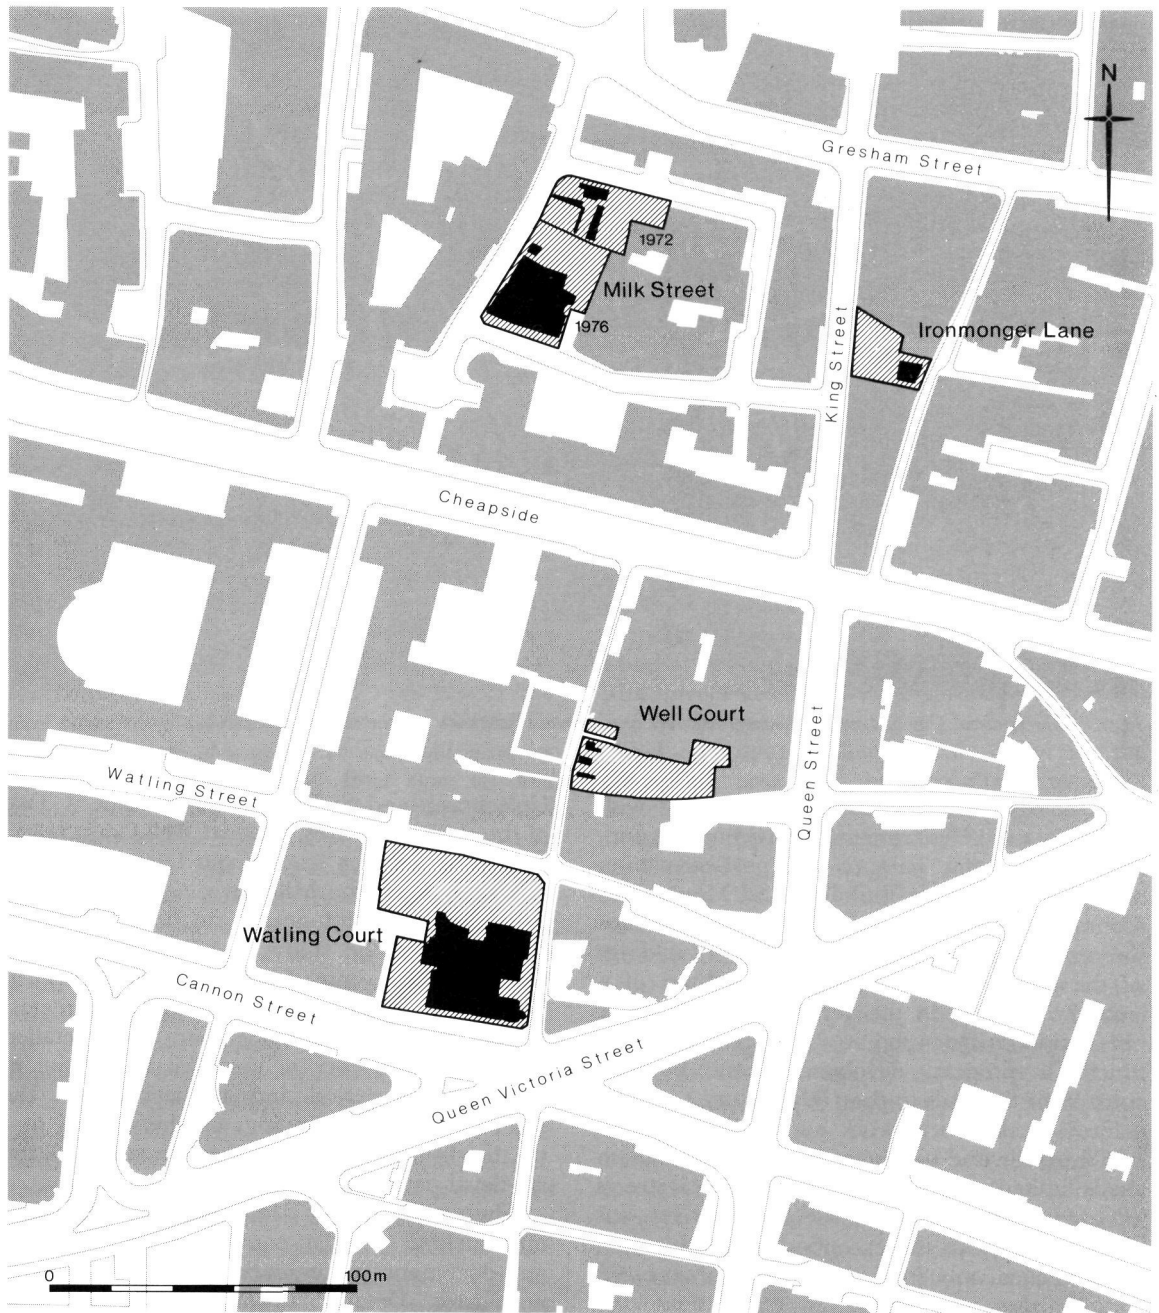 N
Gresham Street
1972
Milk Street
1976
Ironmonger Lane
King Street
Cheapside
Well Court
Queen Street
Watling Street
Watling Court
Cannon Street
Queen Victoria Street
0 100m